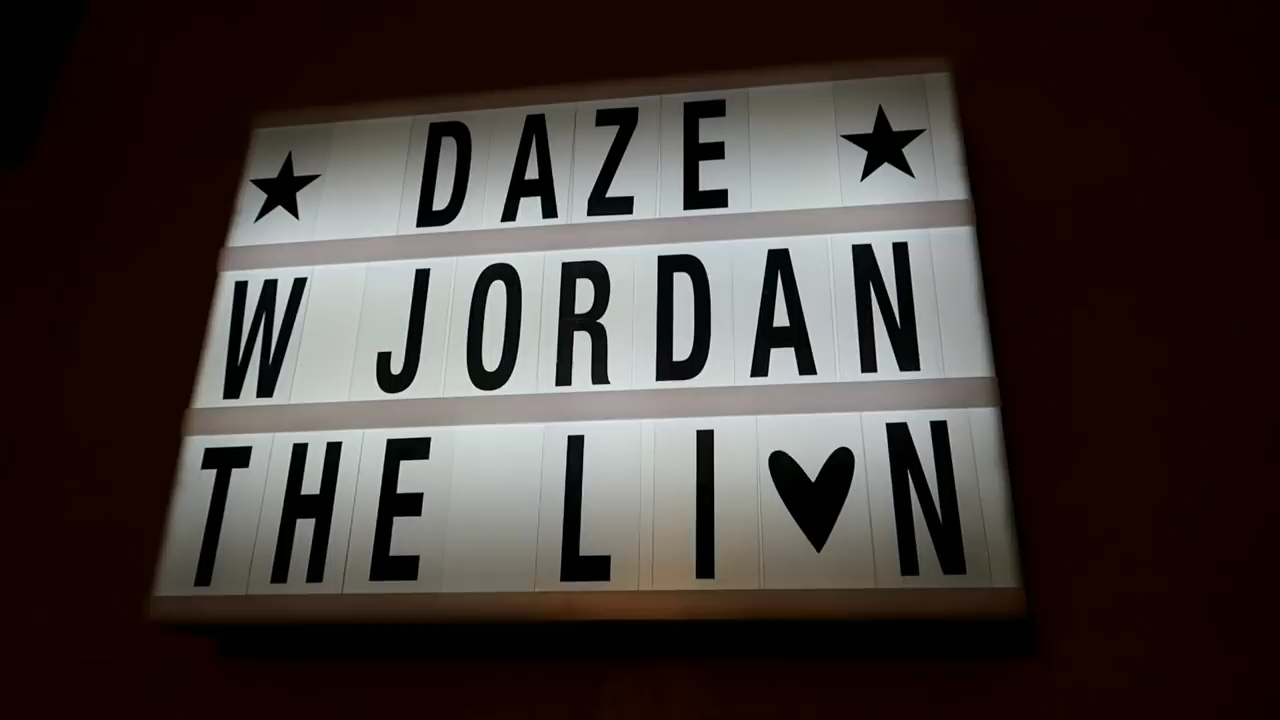 ★ DAZE ★
W JORDAN
THE LI♥N